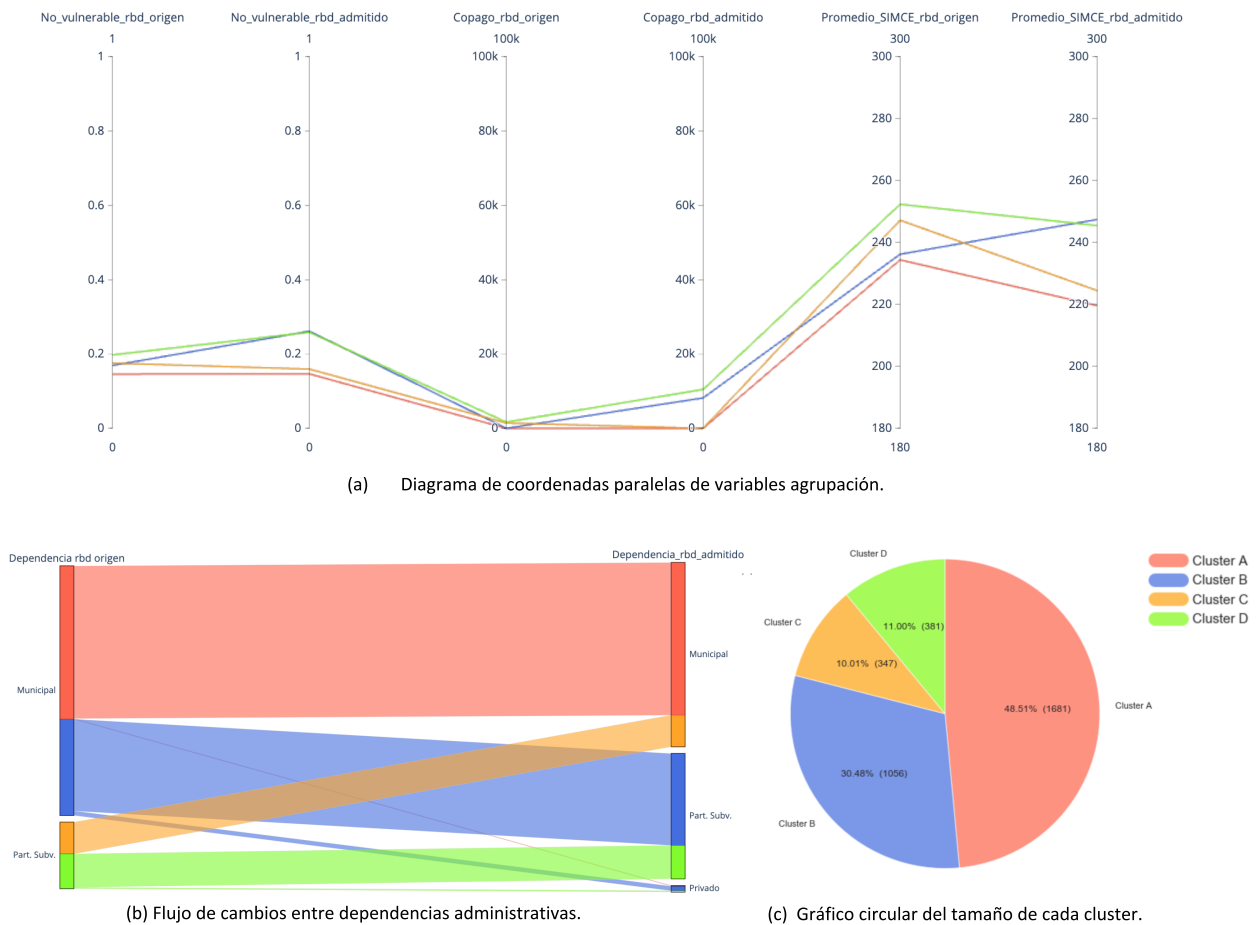 No_vulnerable_rbd_origen No_vulnerable_rbd_admitido Copago_rbd_origen Copago_rbd_admitido Promedio_SIMCE_rbd_origen Promedio_SIMCE_rbd_admitido
1 1 100k 100k 300 300
1 1 100k 100k 300 300
0.8 0.8 80k 80k 280 280
260 260
0.6 0.6 60k 60k
240 240
0.4 0.4 40k 40k
220 220
0.2 0.2 20k 20k
200 200
0 0 0 0 180 180
0 0 0 0 180 180
(a) Diagrama de coordenadas paralelas de variables agrupación.
Dependencia rbd origen
Dependencia_rbd_admitido
Municipal
Part. Subv.
Municipal
Part. Subv.
Privado
(b) Flujo de cambios entre dependencias administrativas.
Cluster D
Cluster C
Cluster B
Cluster A
11.00% (381)
10.01% (347)
48.51% (1681)
30.48% (1056)
Cluster A
Cluster B
Cluster C
Cluster D
(c) Gráfico circular del tamaño de cada cluster.